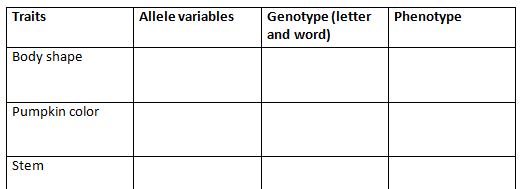 Traits Allele variables Genotype (letter and word) Phenotype
Body shape
Pumpkin color
Stem